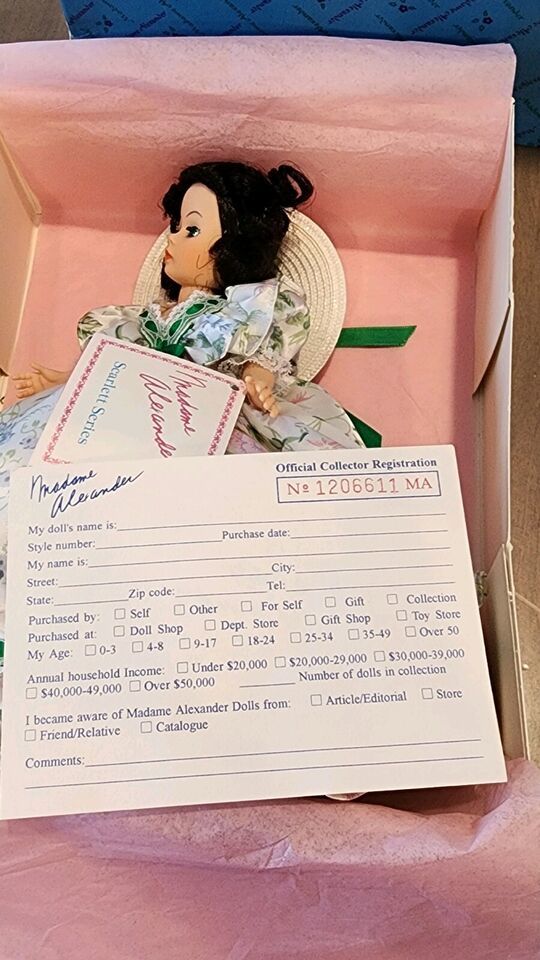 Madame
Alexander
Scarlett Series
Madame
Alexander
Official Collector Registration
Nº 1206611 MA
My doll's name is:
Style number: Purchase date:
My name is:
Street: City:
State: Zip code: Tel:
Purchased by: Self Other For Self Gift Collection
Purchased at: Doll Shop Dept. Store Gift Shop Toy Store
My Age: 0-3 4-8 9-17 18-24 25-34 35-49 Over 50
Annual household Income: Under $20,000 $20,000-29,000 $30,000-39,000
$40,000-49,000 Over $50,000 Number of dolls in collection
I became aware of Madame Alexander Dolls from: Article/Editorial Store
Friend/Relative Catalogue
Comments: